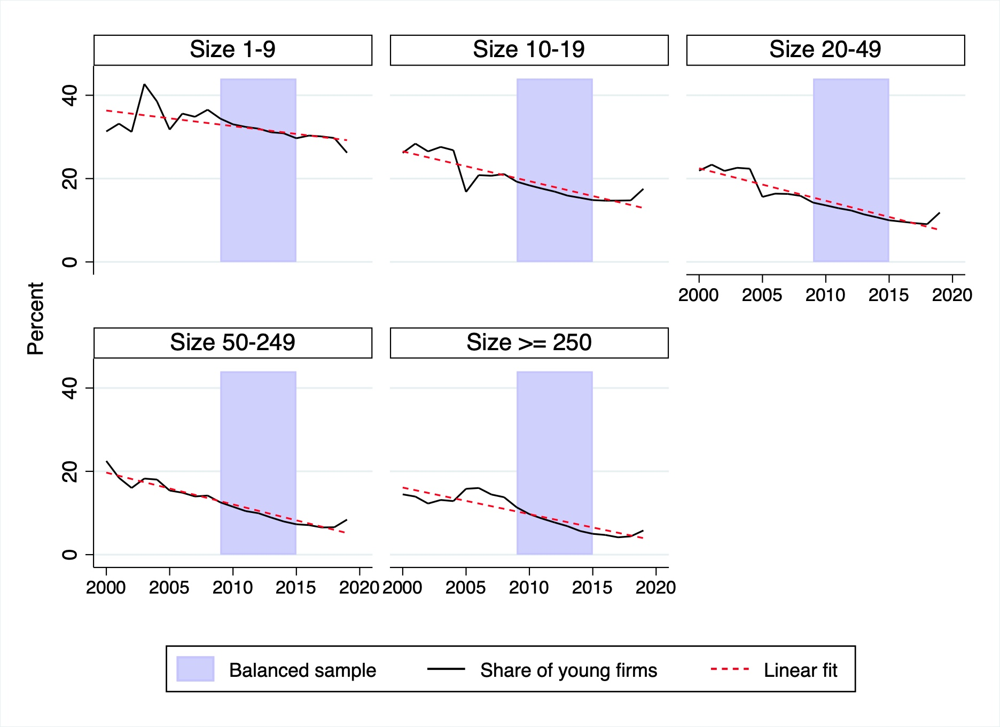 Size 1-9
Size 10-19
Size 20-49
40
20
0
2000 2005 2010 2015 2020
Percent
Size 50-249
Size >= 250
40
20
0
2000 2005 2010 2015 2020
2000 2005 2010 2015 2020
Balanced sample
Share of young firms
Linear fit